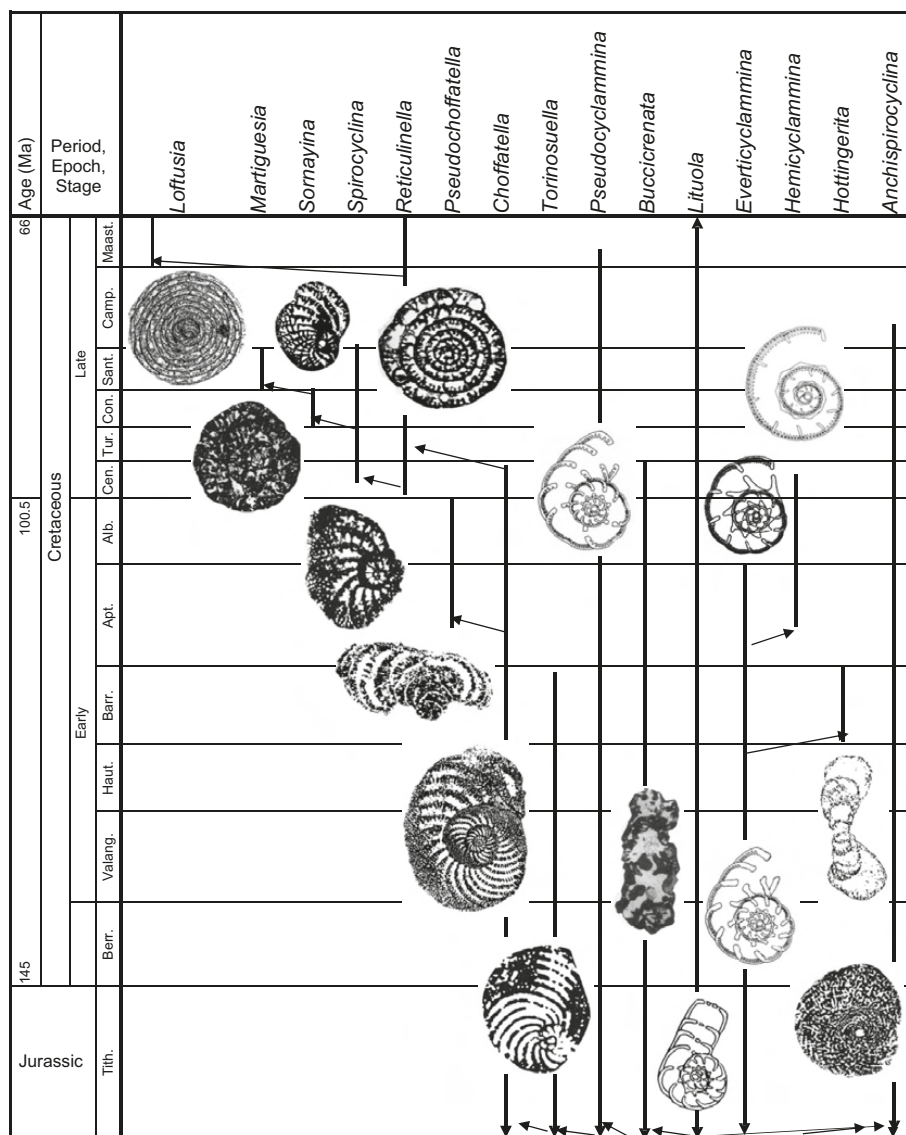 Age (Ma)
Period,
Epoch,
Stage
Loftusia
Martiguesia
Sornayina
Spirocyclina
Reticulinella
Pseudochoffatella
Choffatella
Torinosuella
Pseudocyclammina
Buccicrenata
Lituola
Everticyclammina
Hemicyclammina
Hottingerita
Anchispirocyclina
66
100.5
145
Cretaceous
Jurassic
Late
Early
Maast.
Camp.
Sant.
Con.
Tur.
Cen.
Alb.
Apt.
Barr.
Haut.
Valang.
Berr.
Tith.